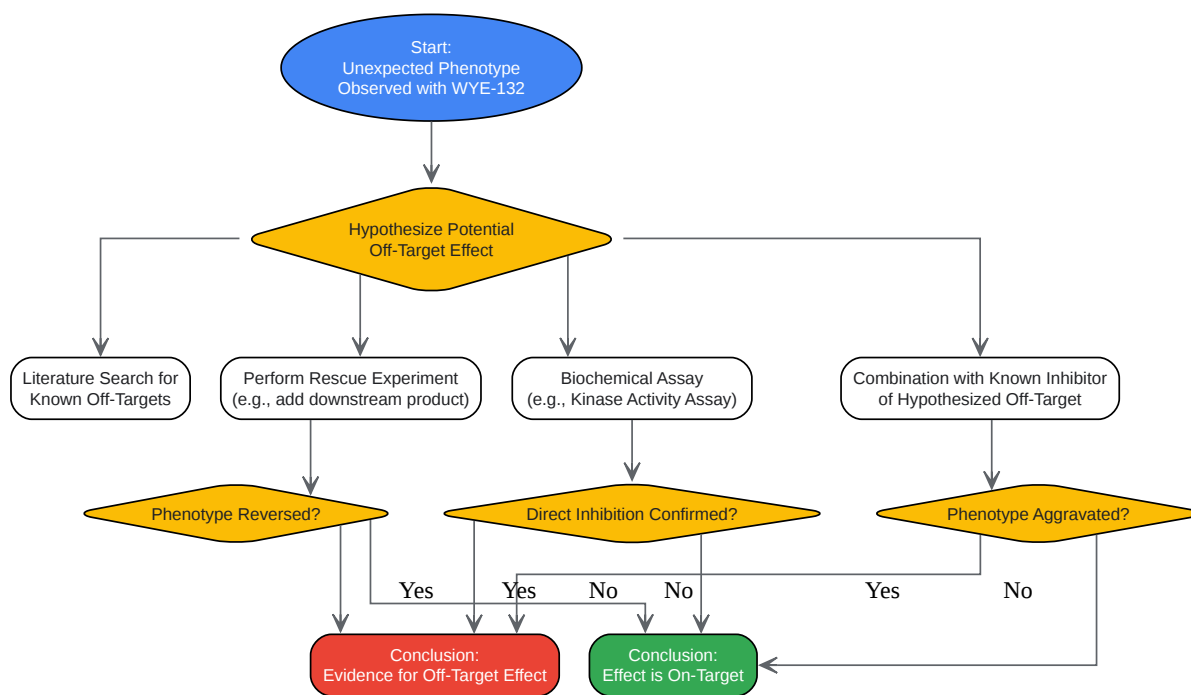 Start:
Unexpected Phenotype
Observed with WYE-132
Hypothesize Potential
Off-Target Effect
Literature Search for
Known Off-Targets
Perform Rescue Experiment
(e.g., add downstream product)
Biochemical Assay
(e.g., Kinase Activity Assay)
Combination with Known Inhibitor
of Hypothesized Off-Target
Phenotype Reversed?
Direct Inhibition Confirmed?
Phenotype Aggravated?
Yes
Yes
No
No
Yes
No
Conclusion:
Evidence for Off-Target Effect
Conclusion:
Effect is On-Target